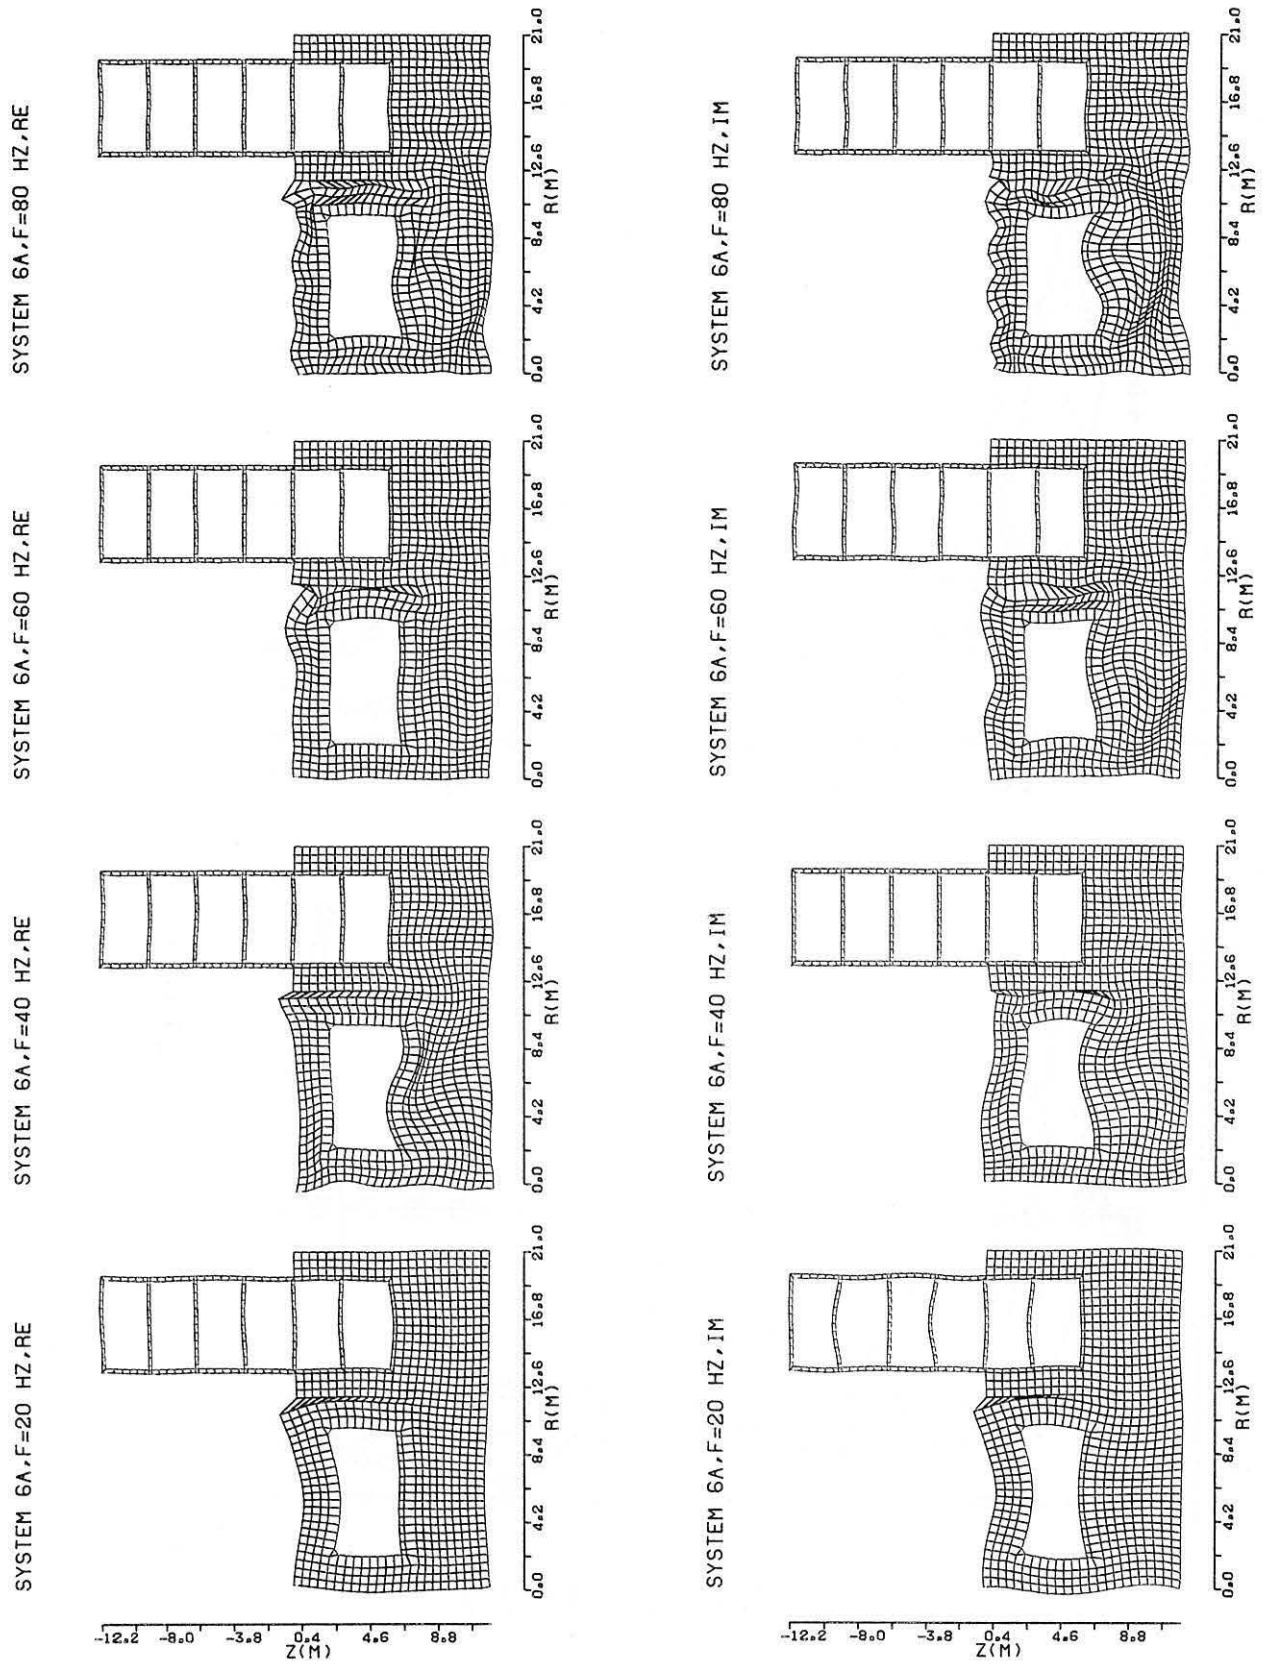 SYSTEM 6A,F=80 HZ,RE
0.0 4.2 8.4 12.6 16.8 21.0
R(M)
SYSTEM 6A,F=80 HZ,IM
0.0 4.2 8.4 12.6 16.8 21.0
R(M)
SYSTEM 6A,F=60 HZ,RE
0.0 4.2 8.4 12.6 16.8 21.0
R(M)
SYSTEM 6A,F=60 HZ,IM
0.0 4.2 8.4 12.6 16.8 21.0
R(M)
SYSTEM 6A,F=40 HZ,RE
0.0 4.2 8.4 12.6 16.8 21.0
R(M)
SYSTEM 6A,F=40 HZ,IM
0.0 4.2 8.4 12.6 16.8 21.0
R(M)
SYSTEM 6A,F=20 HZ,RE
0.0 4.2 8.4 12.6 16.8 21.0
R(M)
SYSTEM 6A,F=20 HZ,IM
0.0 4.2 8.4 12.6 16.8 21.0
R(M)
-12.2 -8.0 -3.8 0.4 4.6 8.8
Z(M)
-12.2 -8.0 -3.8 0.4 4.6 8.8
Z(M)